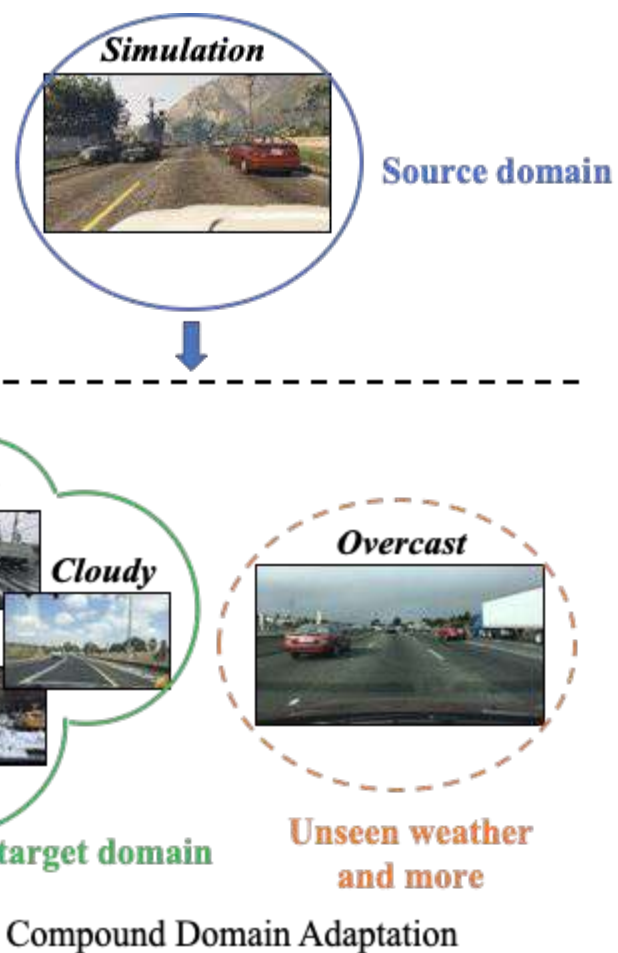 Simulation
Source domain
Cloudy
Overcast
target domain
Unseen weather
and more
Compound Domain Adaptation